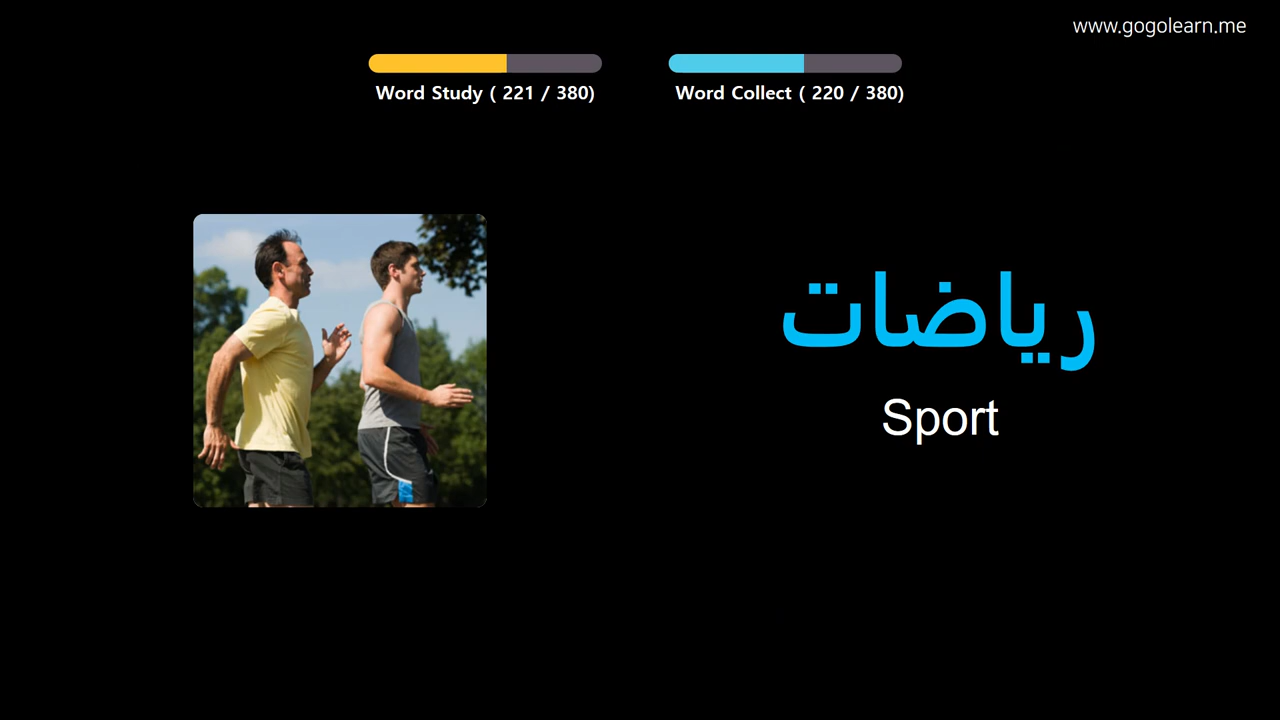 www.gogolearn.me
Word Study ( 221 / 380)
Word Collect ( 220 / 380)
رياضات
Sport